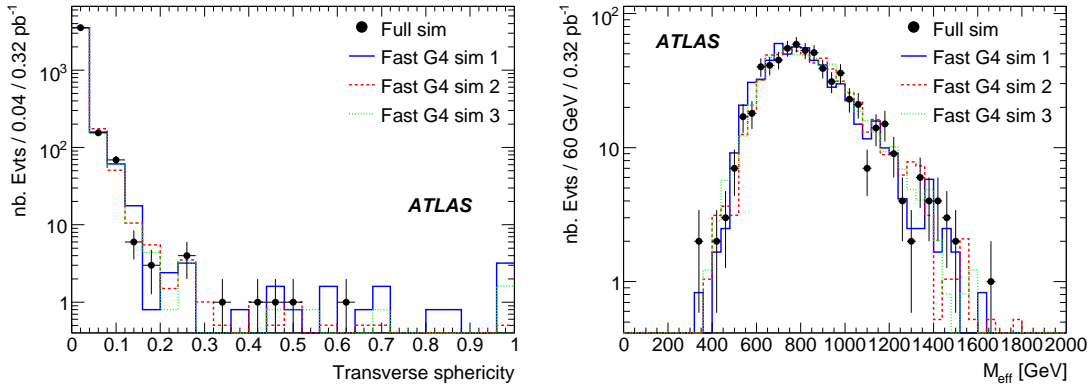 nb. Evts / 0.04 / 0.32 pb⁻¹
10³
10²
10
1
Full sim
Fast G4 sim 1
Fast G4 sim 2
Fast G4 sim 3
ATLAS
0 0.1 0.2 0.3 0.4 0.5 0.6 0.7 0.8 0.9 1
Transverse sphericity
nb. Evts / 60 GeV / 0.32 pb⁻¹
10²
10
1
ATLAS
Full sim
Fast G4 sim 1
Fast G4 sim 2
Fast G4 sim 3
0 200 400 600 800 1000 1200 1400 1600 1800 2000
M_eff [GeV]